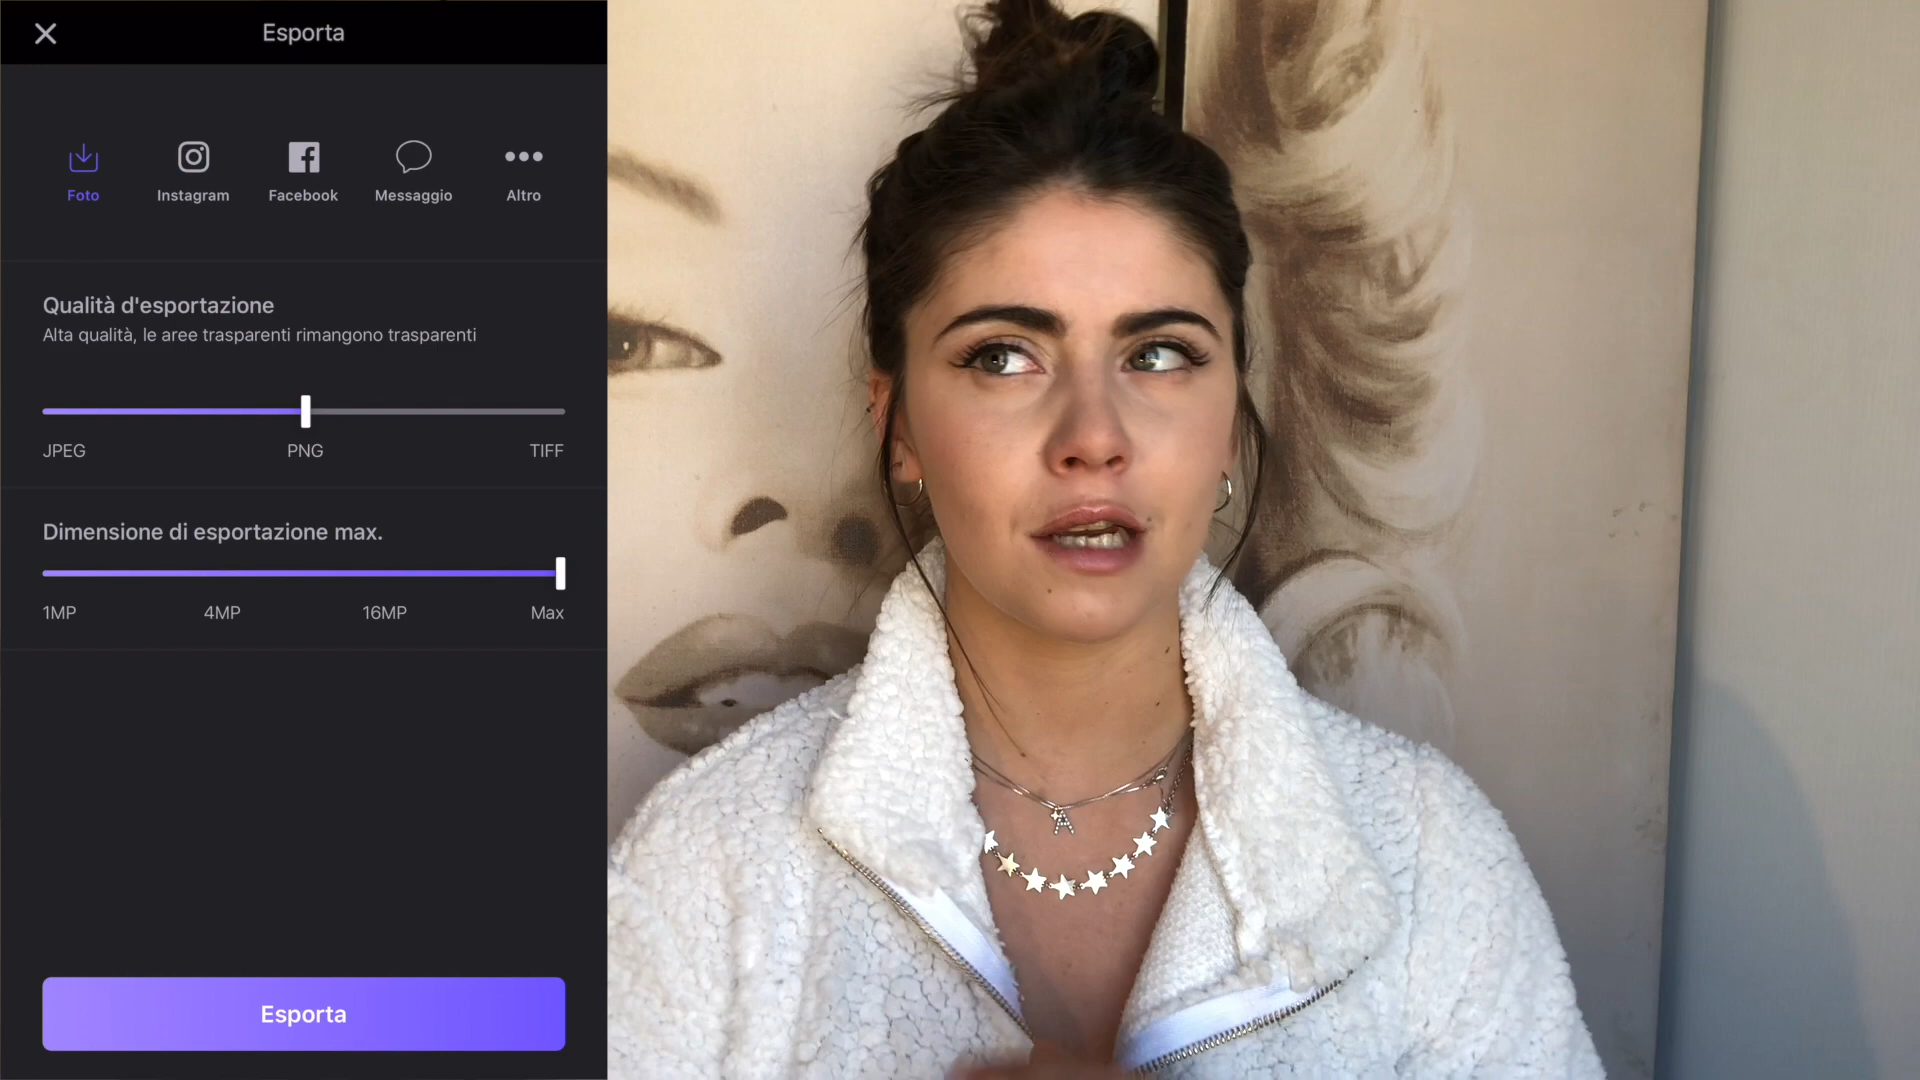 Esporta
Foto
Instagram
Facebook
Messaggio
Altro
Qualità d'esportazione
Alta qualità, le aree trasparenti rimangono trasparenti
JPEG
PNG
TIFF
Dimensione di esportazione max.
1MP
4MP
16MP
Max
Esporta
A